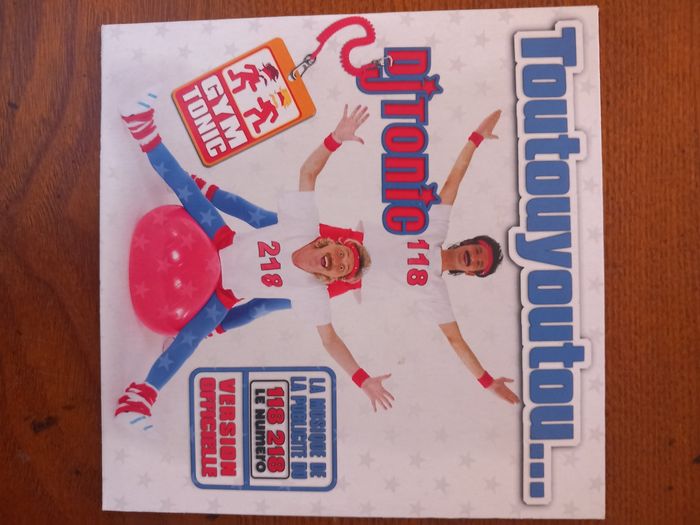 Toutouyoutou...
Dj TONIC
GYM
TONIC
118
218
LA MUSIQUE DE
LA PUBLICITÉ DU
118 218
LE NUMÉRO
VERSION
OFFICIELLE